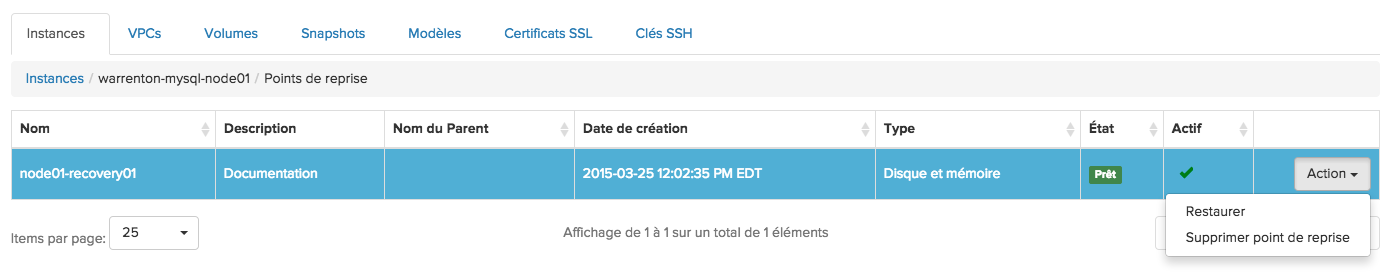 Instances VPCs Volumes Snapshots Modèles Certificats SSL Clés SSH
Instances / warrenton-mysql-node01 / Points de reprise
Nom Description Nom du Parent Date de création Type État Actif
node01-recovery01 Documentation 2015-03-25 12:02:35 PM EDT Disque et mémoire Prêt Action
Restaurer
Supprimer point de reprise
Items par page: 25 Affichage de 1 à 1 sur un total de 1 éléments